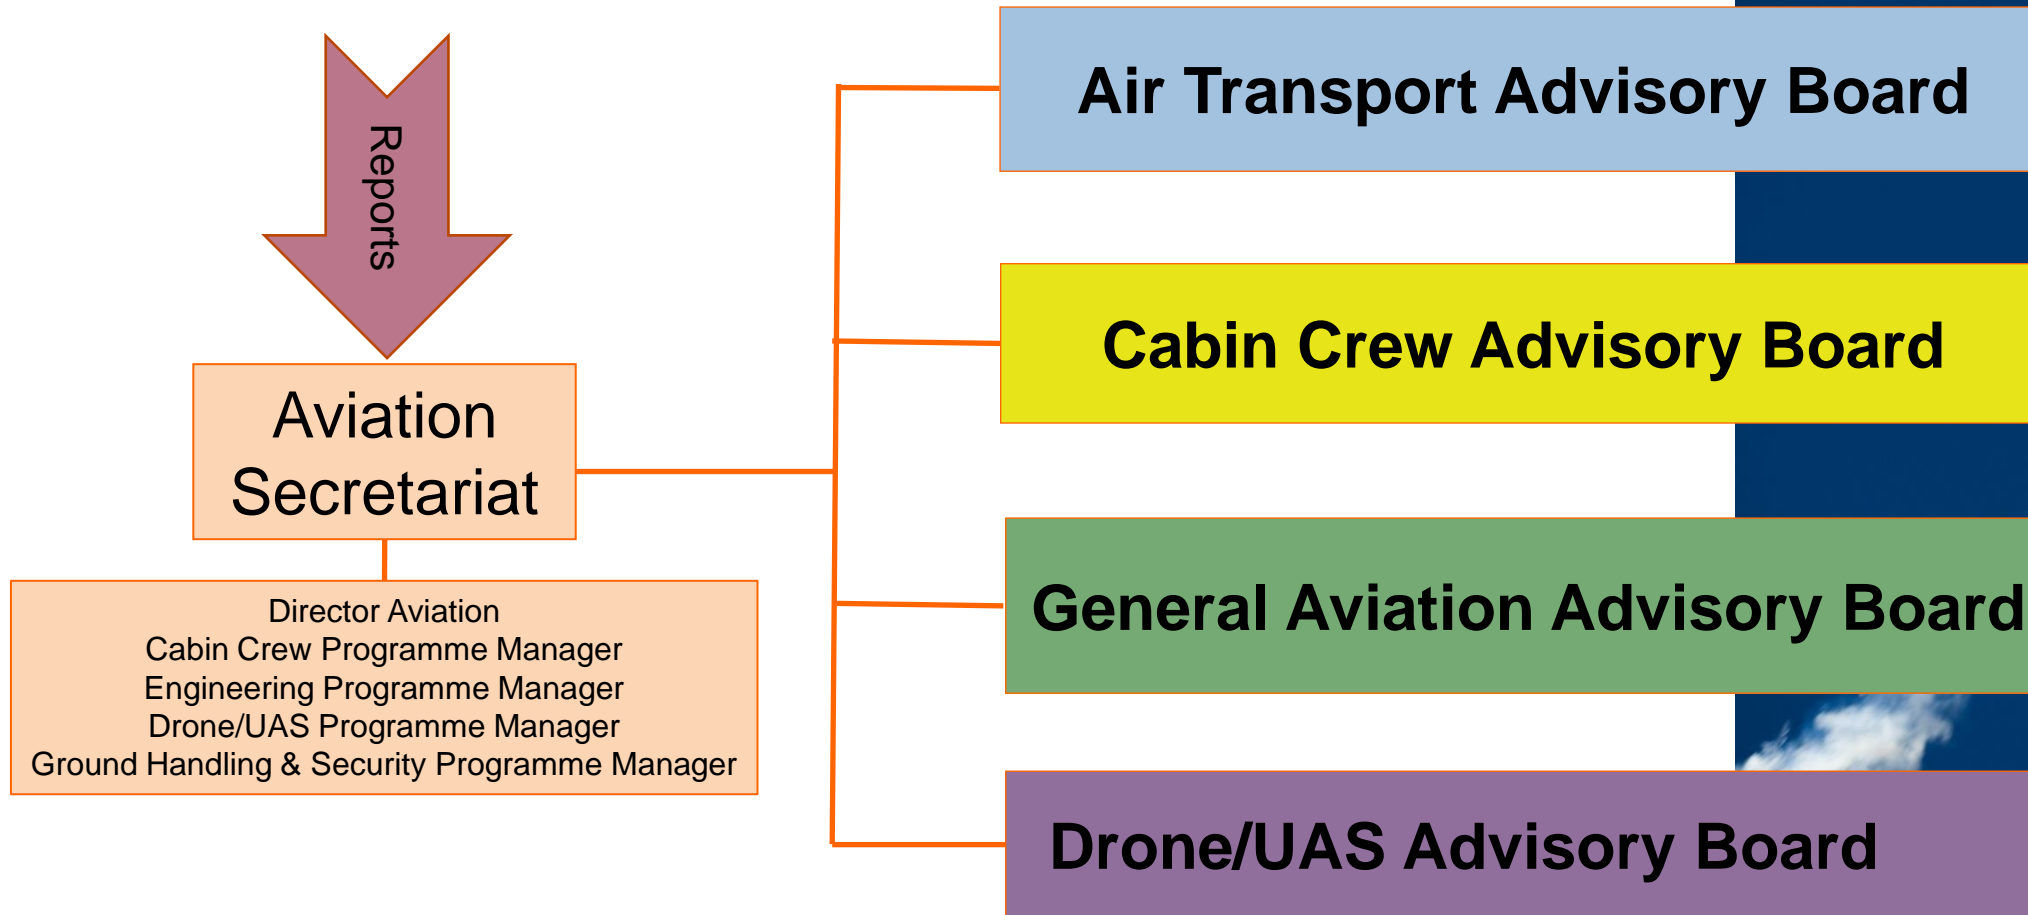 Reports
Aviation
Secretariat
Director Aviation
Cabin Crew Programme Manager
Engineering Programme Manager
Drone/UAS Programme Manager
Ground Handling & Security Programme Manager
Air Transport Advisory Board
Cabin Crew Advisory Board
General Aviation Advisory Board
Drone/UAS Advisory Board